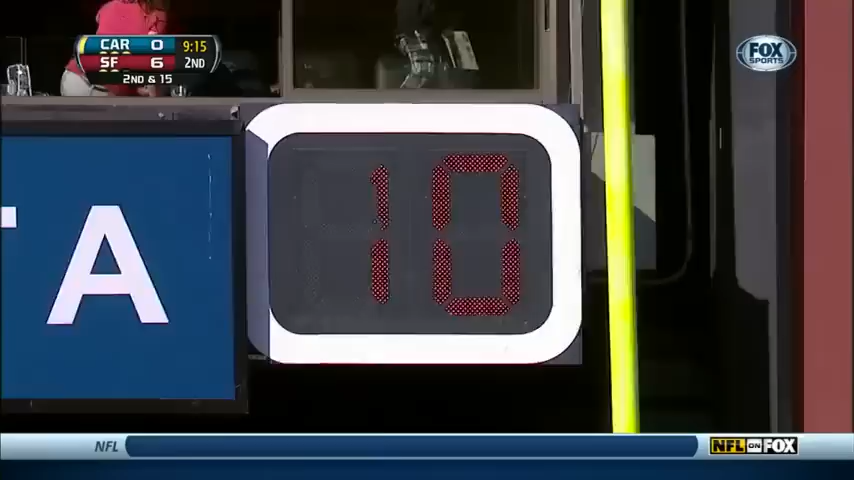 CAR 0 9:15
SF 6 2ND
2ND & 15
FOX
SPORTS
A
10
NFL
NFL ON FOX